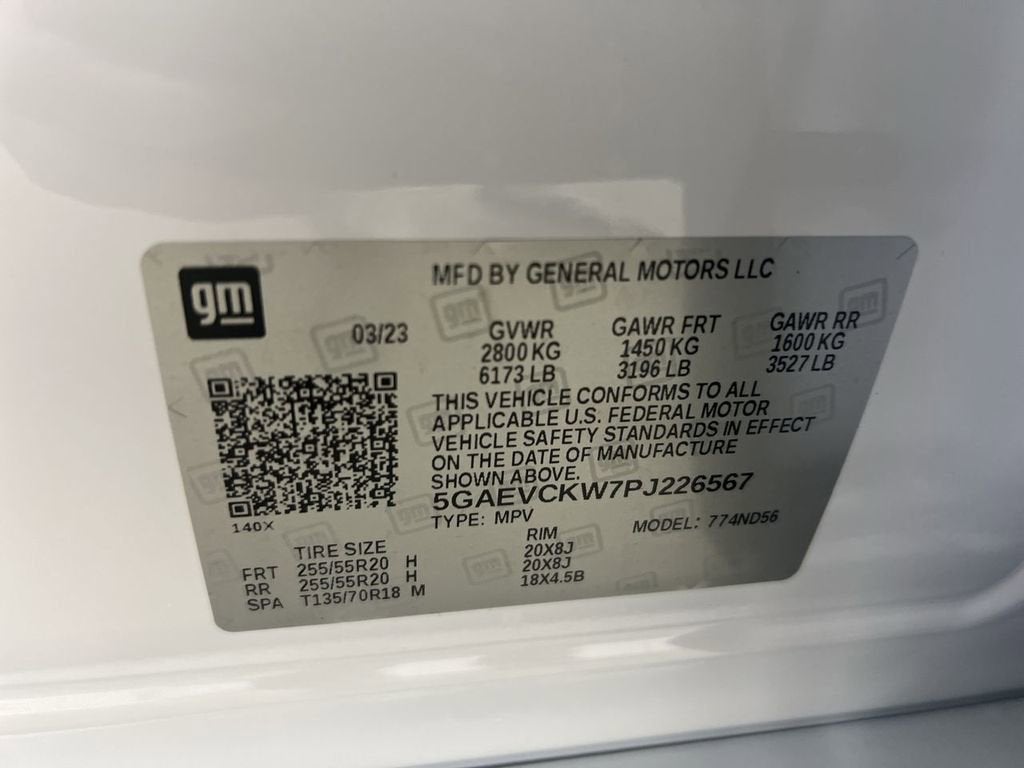 gm
MFD BY GENERAL MOTORS LLC
03/23 GVWR GAWR FRT GAWR RR
2800 KG 1450 KG 1600 KG
6173 LB 3196 LB 3527 LB
THIS VEHICLE CONFORMS TO ALL
APPLICABLE U.S. FEDERAL MOTOR
VEHICLE SAFETY STANDARDS IN EFFECT
ON THE DATE OF MANUFACTURE
SHOWN ABOVE.
5GAEVCKW7PJ226567
140X
TYPE: MPV MODEL: 774ND56
TIRE SIZE RIM
FRT 255/55R20 H 20X8J
RR 255/55R20 H 20X8J
SPA T135/70R18 M 18X4.5B